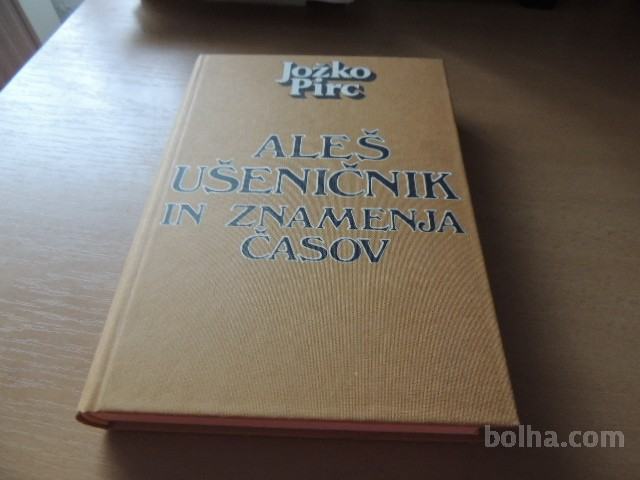 Jožko
Pirc
ALEŠ
UŠENIČNIK
IN ZNAMENJA
ČASOV
bolha.com